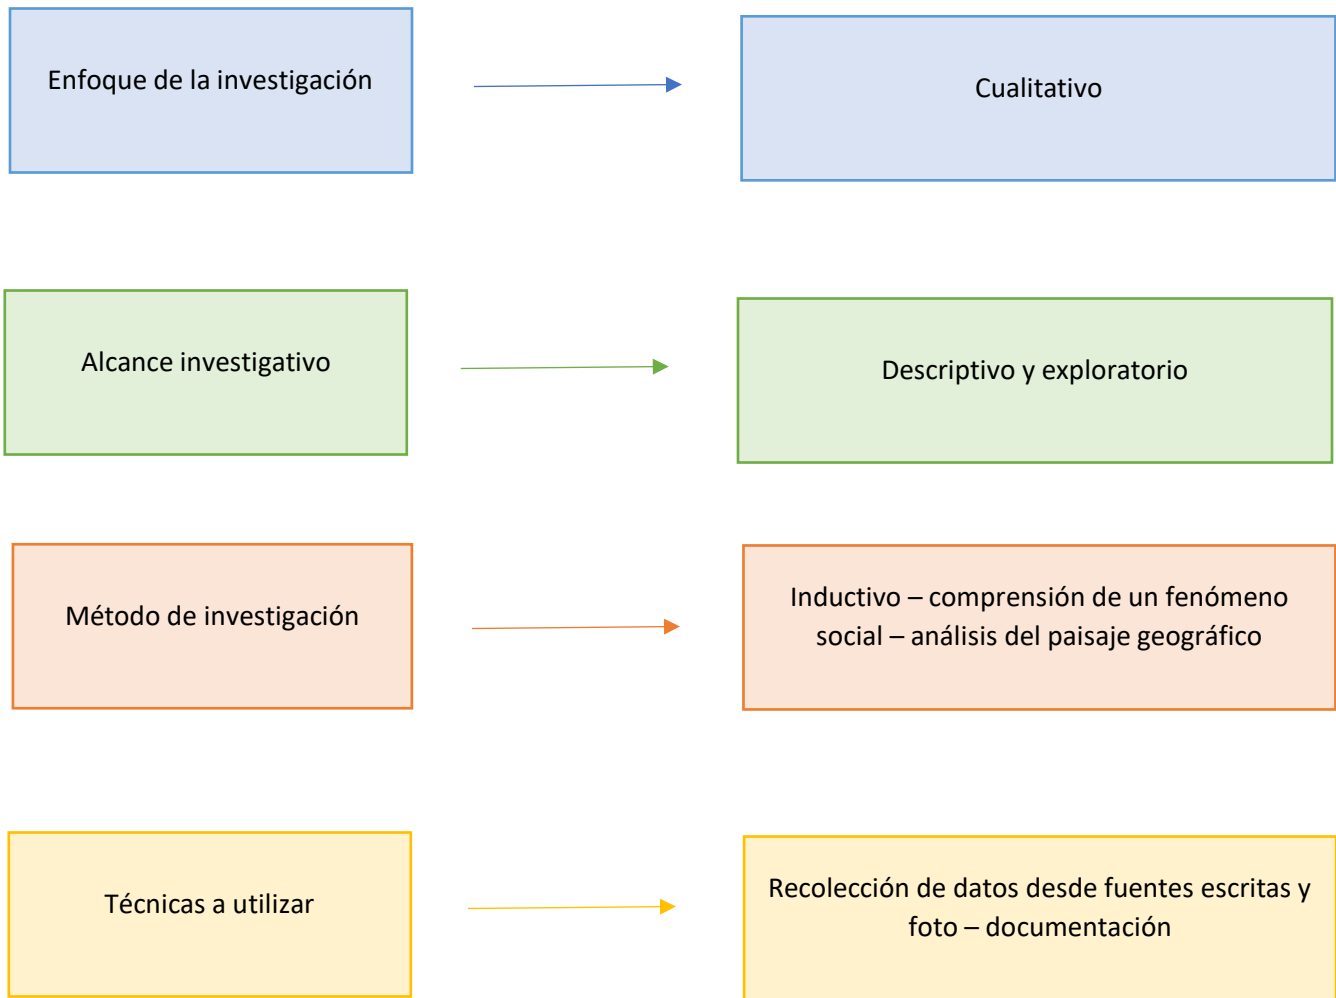 Enfoque de la investigación
Cualitativo
Alcance investigativo
Descriptivo y exploratorio
Método de investigación
Inductivo – comprensión de un fenómeno
social – análisis del paisaje geográfico
Técnicas a utilizar
Recolección de datos desde fuentes escritas y
foto – documentación